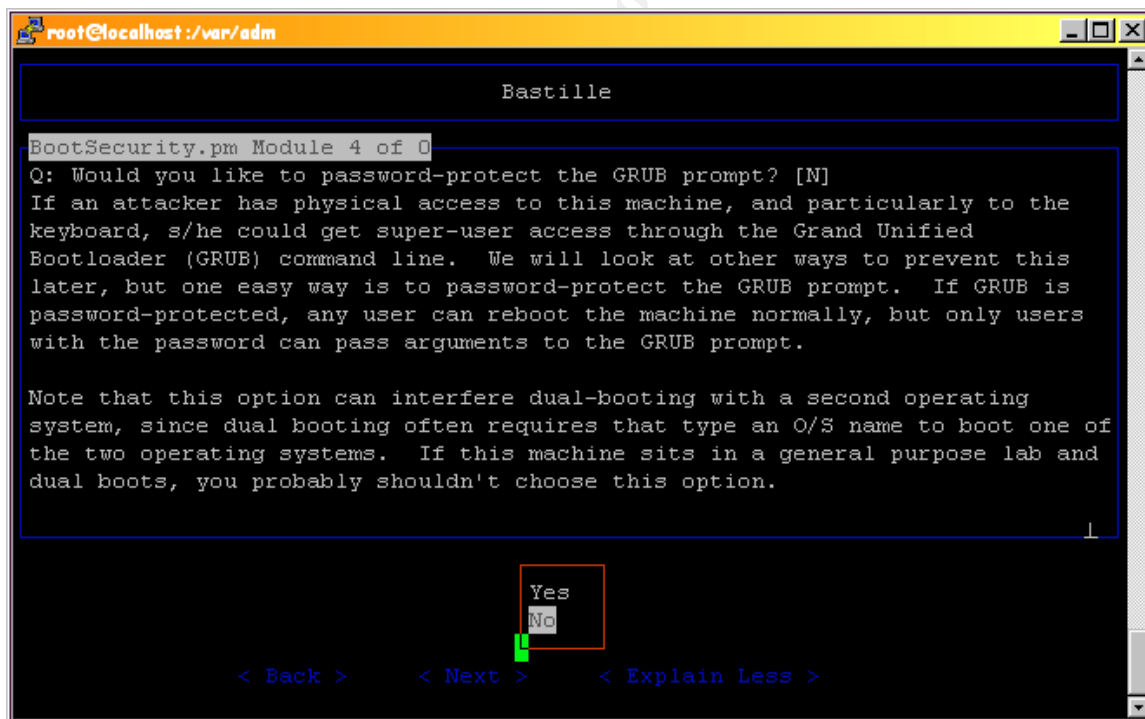 root@localhost:/var/adm
Bastille
BootSecurity.pm Module 4 of 0
Q: Would you like to password-protect the GRUB prompt? [N]
If an attacker has physical access to this machine, and particularly to the
keyboard, s/he could get super-user access through the Grand Unified
Bootloader (GRUB) command line.  We will look at other ways to prevent this
later, but one easy way is to password-protect the GRUB prompt.  If GRUB is
password-protected, any user can reboot the machine normally, but only users
with the password can pass arguments to the GRUB prompt.
Note that this option can interfere dual-booting with a second operating
system, since dual booting often requires that type an O/S name to boot one of
the two operating systems.  If this machine sits in a general purpose lab and
dual boots, you probably shouldn't choose this option.
Yes
No
< Back > < Next > < Explain Less >